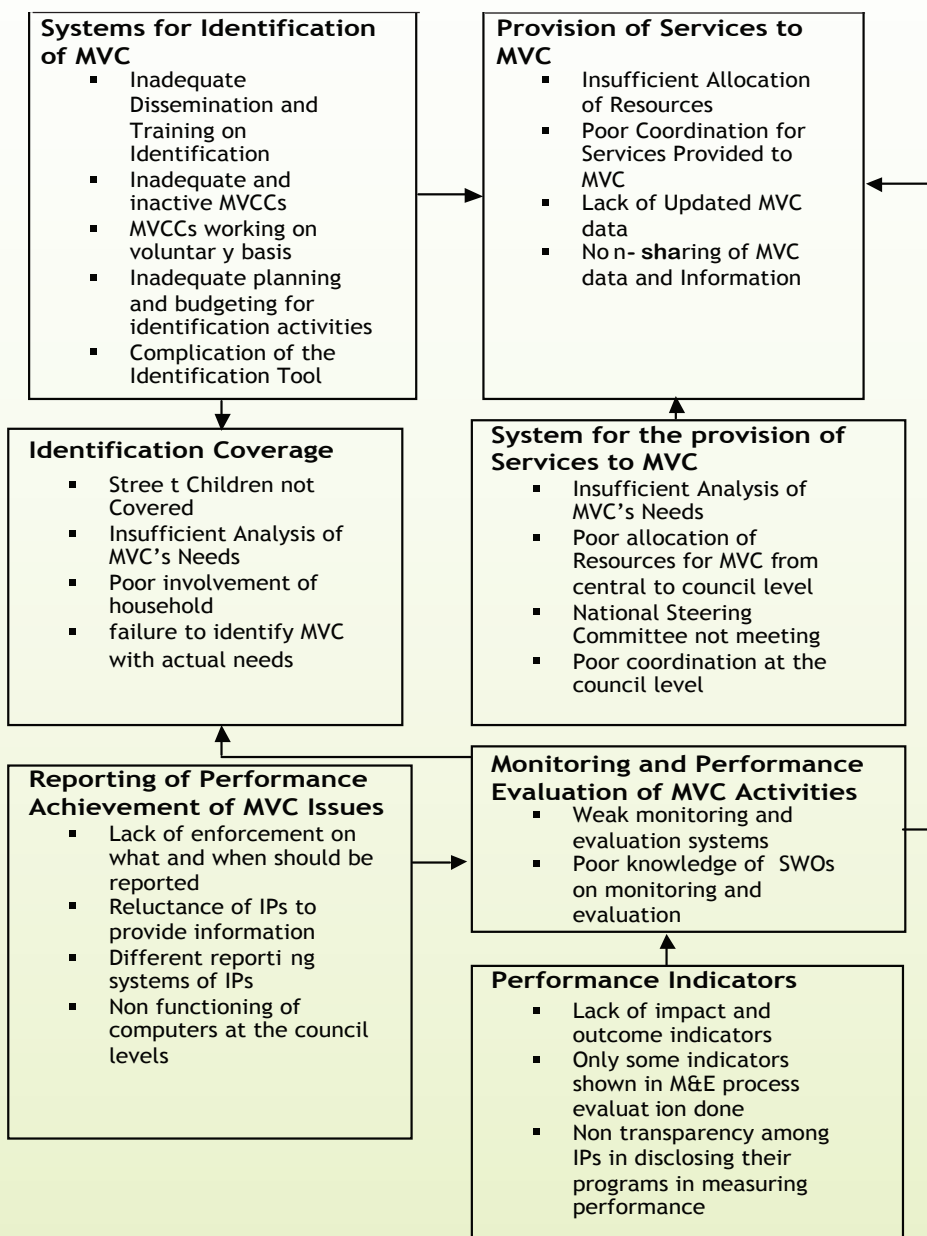 Systems for Identification
of MVC
▪ Inadequate
Dissemination and
Training on
Identification
▪ Inadequate and
inactive MVCCs
▪ MVCCs working on
voluntar y basis
▪ Inadequate planning
and budgeting for
identification activities
▪ Complication of the
Identification Tool
Provision of Services to
MVC
▪ Insufficient Allocation
of Resources
▪ Poor Coordination for
Services Provided to
MVC
▪ Lack of Updated MVC
data
▪ No n- sharing of MVC
data and Information
Identification Coverage
▪ Stree t Children not
Covered
▪ Insufficient Analysis of
MVC's Needs
▪ Poor involvement of
household
▪ failure to identify MVC
with actual needs
System for the provision of
Services to MVC
▪ Insufficient Analysis of
MVC's Needs
▪ Poor allocation of
Resources for MVC from
central to council level
▪ National Steering
Committee not meeting
▪ Poor coordination at the
council level
Reporting of Performance
Achievement of MVC Issues
▪ Lack of enforcement on
what and when should be
reported
▪ Reluctance of IPs to
provide information
▪ Different reporti ng
systems of IPs
▪ Non functioning of
computers at the council
levels
Monitoring and Performance
Evaluation of MVC Activities
▪ Weak monitoring and
evaluation systems
▪ Poor knowledge of SWOs
on monitoring and
evaluation
Performance Indicators
▪ Lack of impact and
outcome indicators
▪ Only some indicators
shown in M&E process
evaluat ion done
▪ Non transparency among
IPs in disclosing their
programs in measuring
performance